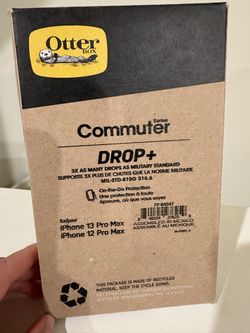 Otter
BOX
Commuter
Series
DROP+
3X AS MANY DROPS AS MILITARY STANDARD
SUPPORTE 3X PLUS DE CHUTES QUE LA NORME MILITAIRE
MIL-STD-810G 516.6
On-the-Go Protection
Une protection à toute
épreuve, où que vous soyez
for/pour
iPhone 13 Pro Max
iPhone 12 Pro Max
77-84547
ASSEMBLED IN MEXICO
ASSEMBLÉ AU MEXIQUE
THIS PACKAGE IS MADE OF RECYCLED
MATERIAL. KEEP THE CYCLE GOING.